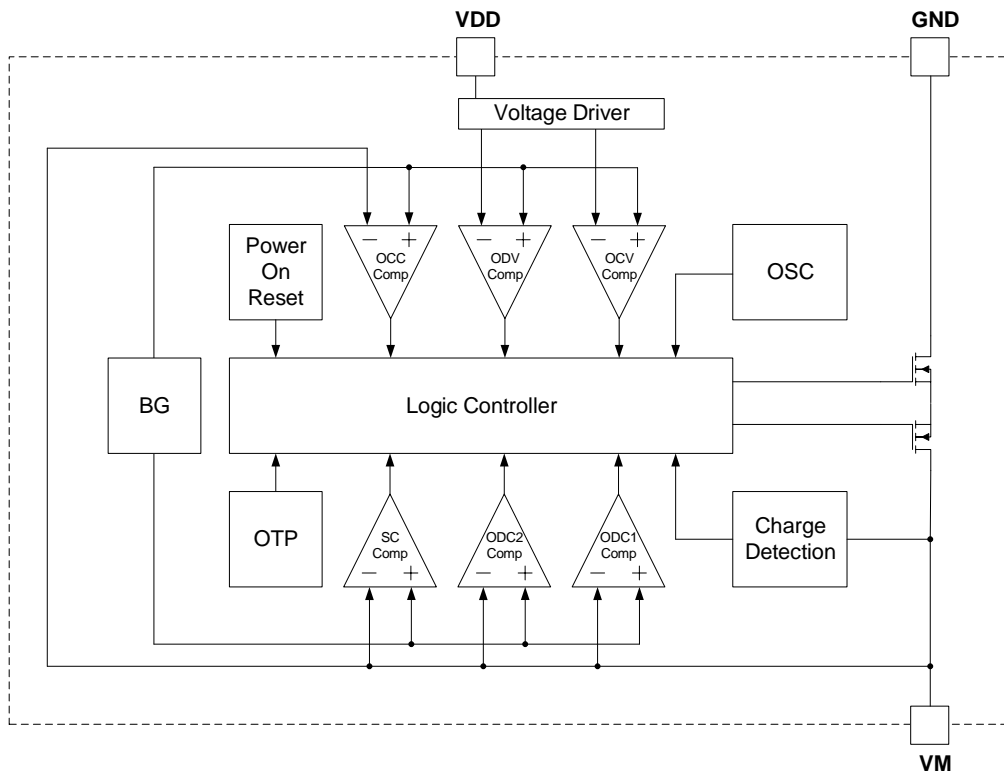 VDD
GND
Voltage Driver
Power
On
Reset
− +
OCC
Comp
− +
ODV
Comp
− +
OCV
Comp
OSC
BG
Logic Controller
OTP
SC
Comp
− +
ODC2
Comp
− +
ODC1
Comp
− +
Charge
Detection
VM